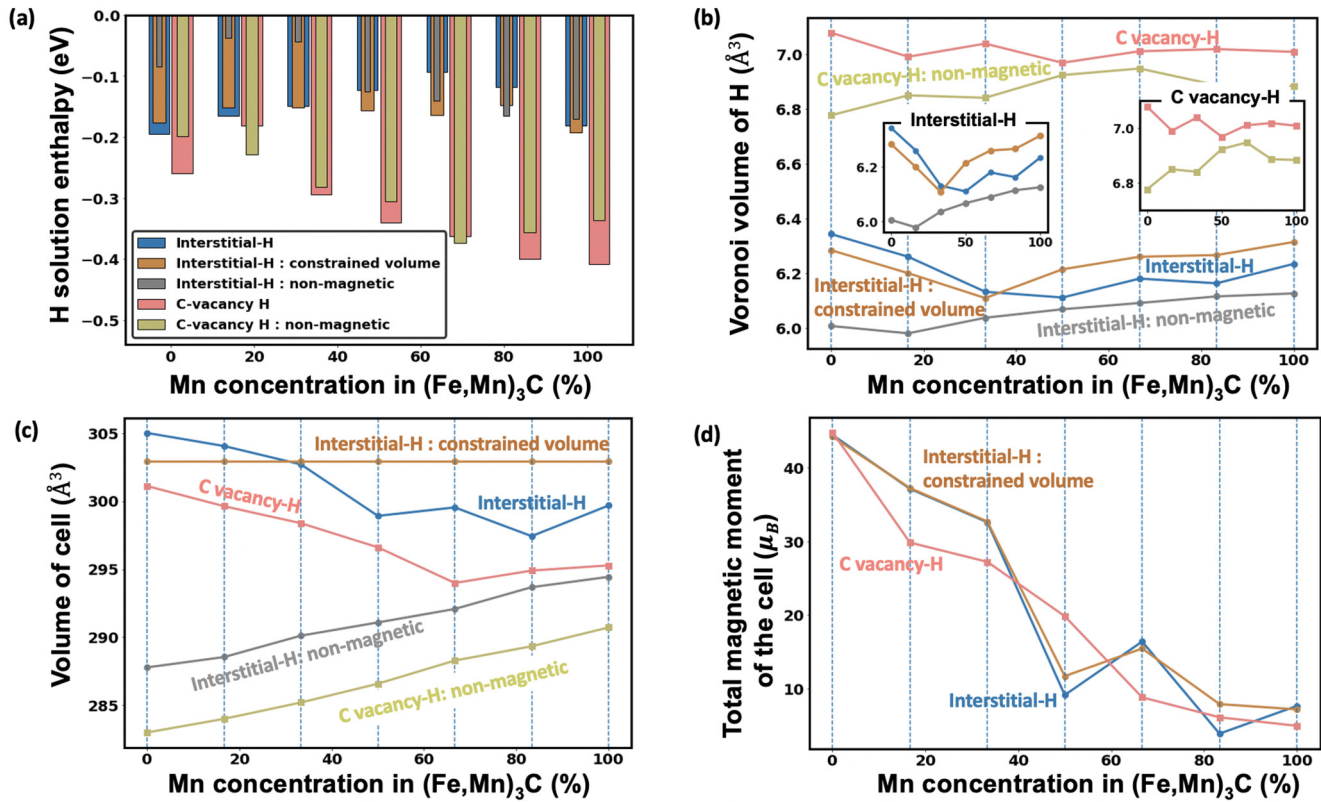 (a)
H solution enthalpy (eV)
0.0
−0.1
−0.2
−0.3
−0.4
−0.5
Interstitial-H
Interstitial-H : constrained volume
Interstitial-H : non-magnetic
C-vacancy H
C-vacancy H : non-magnetic
0 20 40 60 80 100
Mn concentration in (Fe,Mn)₃C (%)
(b)
Voronoi volume of H (Å³)
7.0
6.8
6.6
6.4
6.2
6.0
C vacancy-H
C vacancy-H: non-magnetic
Interstitial-H
6.2
6.0
0 50 100
C vacancy-H
7.0
6.8
0 50 100
Interstitial-H
Interstitial-H :
constrained volume
Interstitial-H: non-magnetic
0 20 40 60 80 100
Mn concentration in (Fe,Mn)₃C (%)
(c)
Volume of cell (Å³)
305
300
295
290
285
Interstitial-H : constrained volume
C vacancy-H
Interstitial-H
Interstitial-H: non-magnetic
C vacancy-H: non-magnetic
0 20 40 60 80 100
Mn concentration in (Fe,Mn)₃C (%)
(d)
Total magnetic moment
of the cell (μ_B)
40
30
20
10
Interstitial-H :
constrained volume
C vacancy-H
Interstitial-H
0 20 40 60 80 100
Mn concentration in (Fe,Mn)₃C (%)